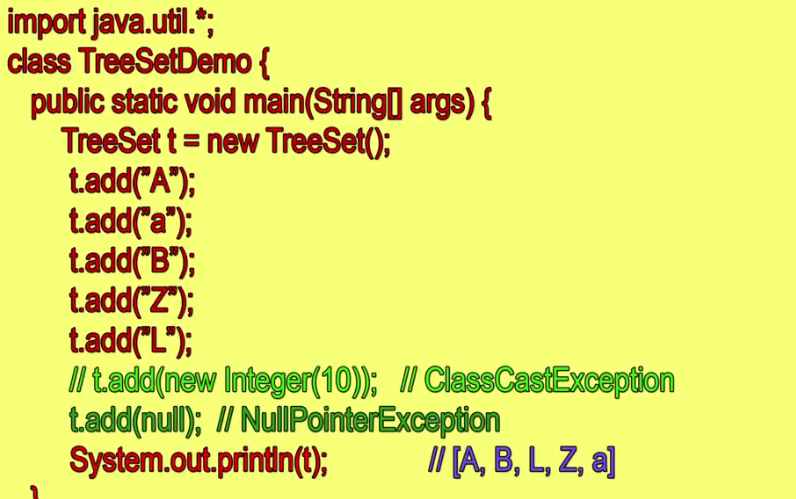 import java.util.*;
class TreeSetDemo {
public static void main(String[] args) {
TreeSet t = new TreeSet();
t.add("A");
t.add("a");
t.add("B");
t.add("Z");
t.add("L");
// t.add(new Integer(10)); // ClassCastException
t.add(null); // NullPointerException
System.out.println(t); // [A, B, L, Z, a]
}